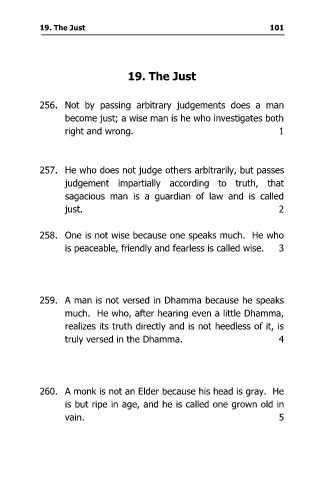 19. The Just 101
19. The Just
256. Not by passing arbitrary judgements does a man
become just; a wise man is he who investigates both
right and wrong. 1
257. He who does not judge others arbitrarily, but passes
judgement impartially according to truth, that
sagacious man is a guardian of law and is called
just. 2
258. One is not wise because one speaks much. He who
is peaceable, friendly and fearless is called wise. 3
259. A man is not versed in Dhamma because he speaks
much. He who, after hearing even a little Dhamma,
realizes its truth directly and is not heedless of it, is
truly versed in the Dhamma. 4
260. A monk is not an Elder because his head is gray. He
is but ripe in age, and he is called one grown old in
vain. 5